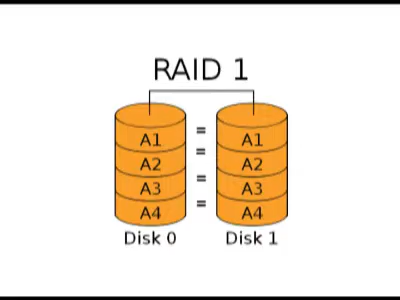 RAID 1
A1 = A1
=
A2 A2
=
A3 A3
=
A4 A4
Disk 0 Disk 1